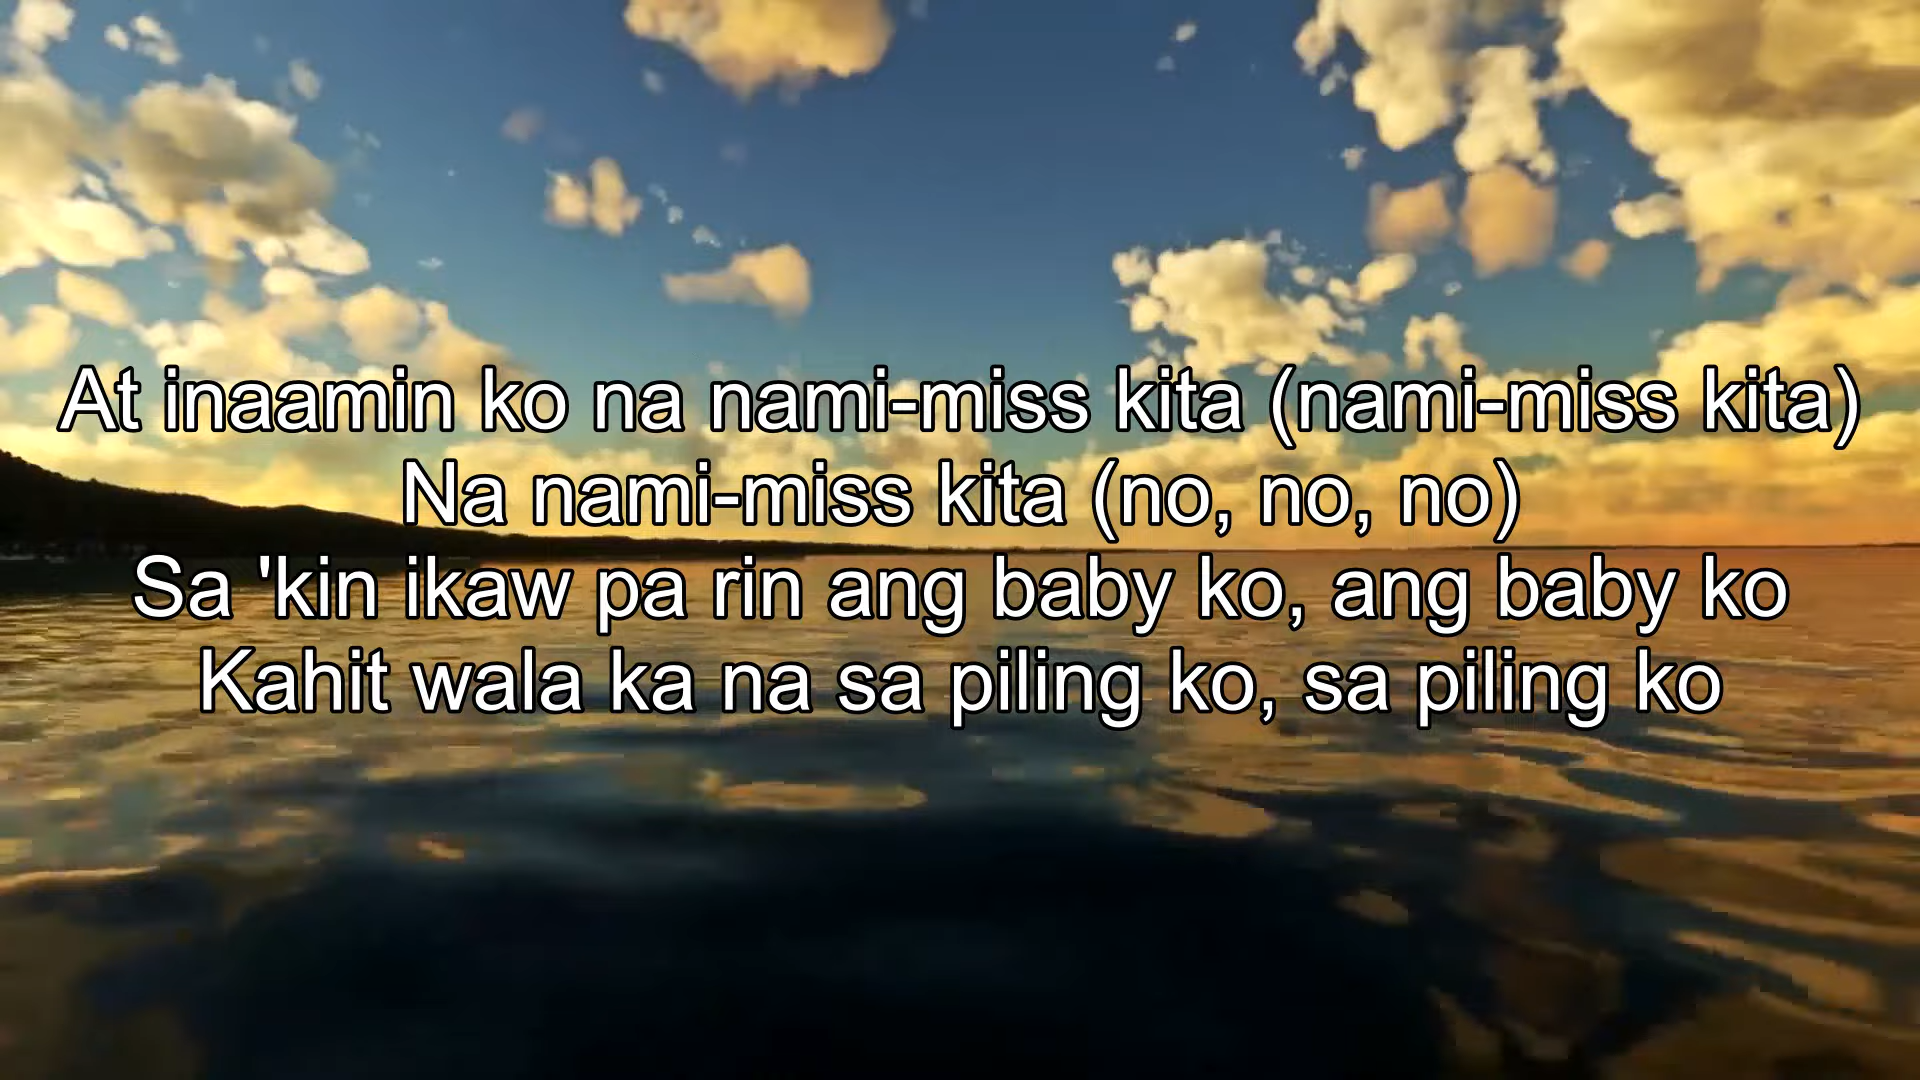 At inaamin ko na nami-miss kita (nami-miss kita)
Na nami-miss kita (no, no, no)
Sa 'kin ikaw pa rin ang baby ko, ang baby ko
Kahit wala ka na sa piling ko, sa piling ko